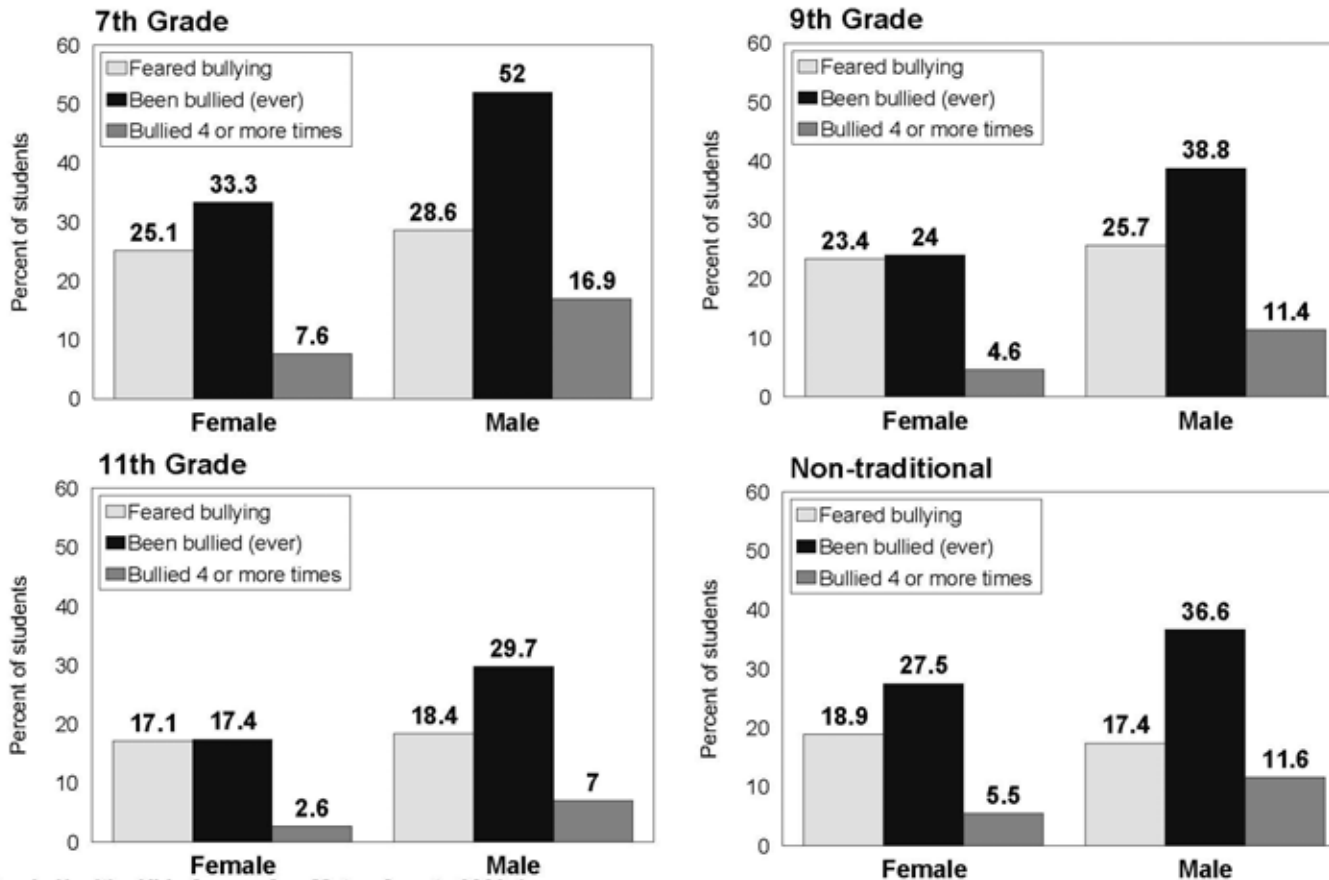 7th Grade
60
50
40
30
20
10
0
Percent of students
Feared bullying
Been bullied (ever)
Bullied 4 or more times
25.1
33.3
7.6
28.6
52
16.9
Female
Male
9th Grade
60
50
40
30
20
10
0
Percent of students
Feared bullying
Been bullied (ever)
Bullied 4 or more times
23.4
24
4.6
25.7
38.8
11.4
Female
Male
11th Grade
60
50
40
30
20
10
0
Percent of students
Feared bullying
Been bullied (ever)
Bullied 4 or more times
17.1
17.4
2.6
18.4
29.7
7
Female
Male
Non-traditional
60
50
40
30
20
10
0
Percent of students
Feared bullying
Been bullied (ever)
Bullied 4 or more times
18.9
27.5
5.5
17.4
36.6
11.6
Female
Male